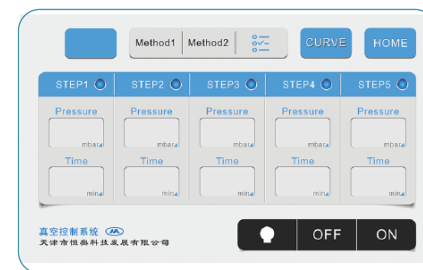 Method1 Method2 CURVE HOME
STEP1 STEP2 STEP3 STEP4 STEP5
Pressure Pressure Pressure Pressure Pressure
mbar mbar mbar mbar mbar
Time Time Time Time Time
min min min min min
真空控制系统
天津市恒奥科技发展有限公司
OFF ON